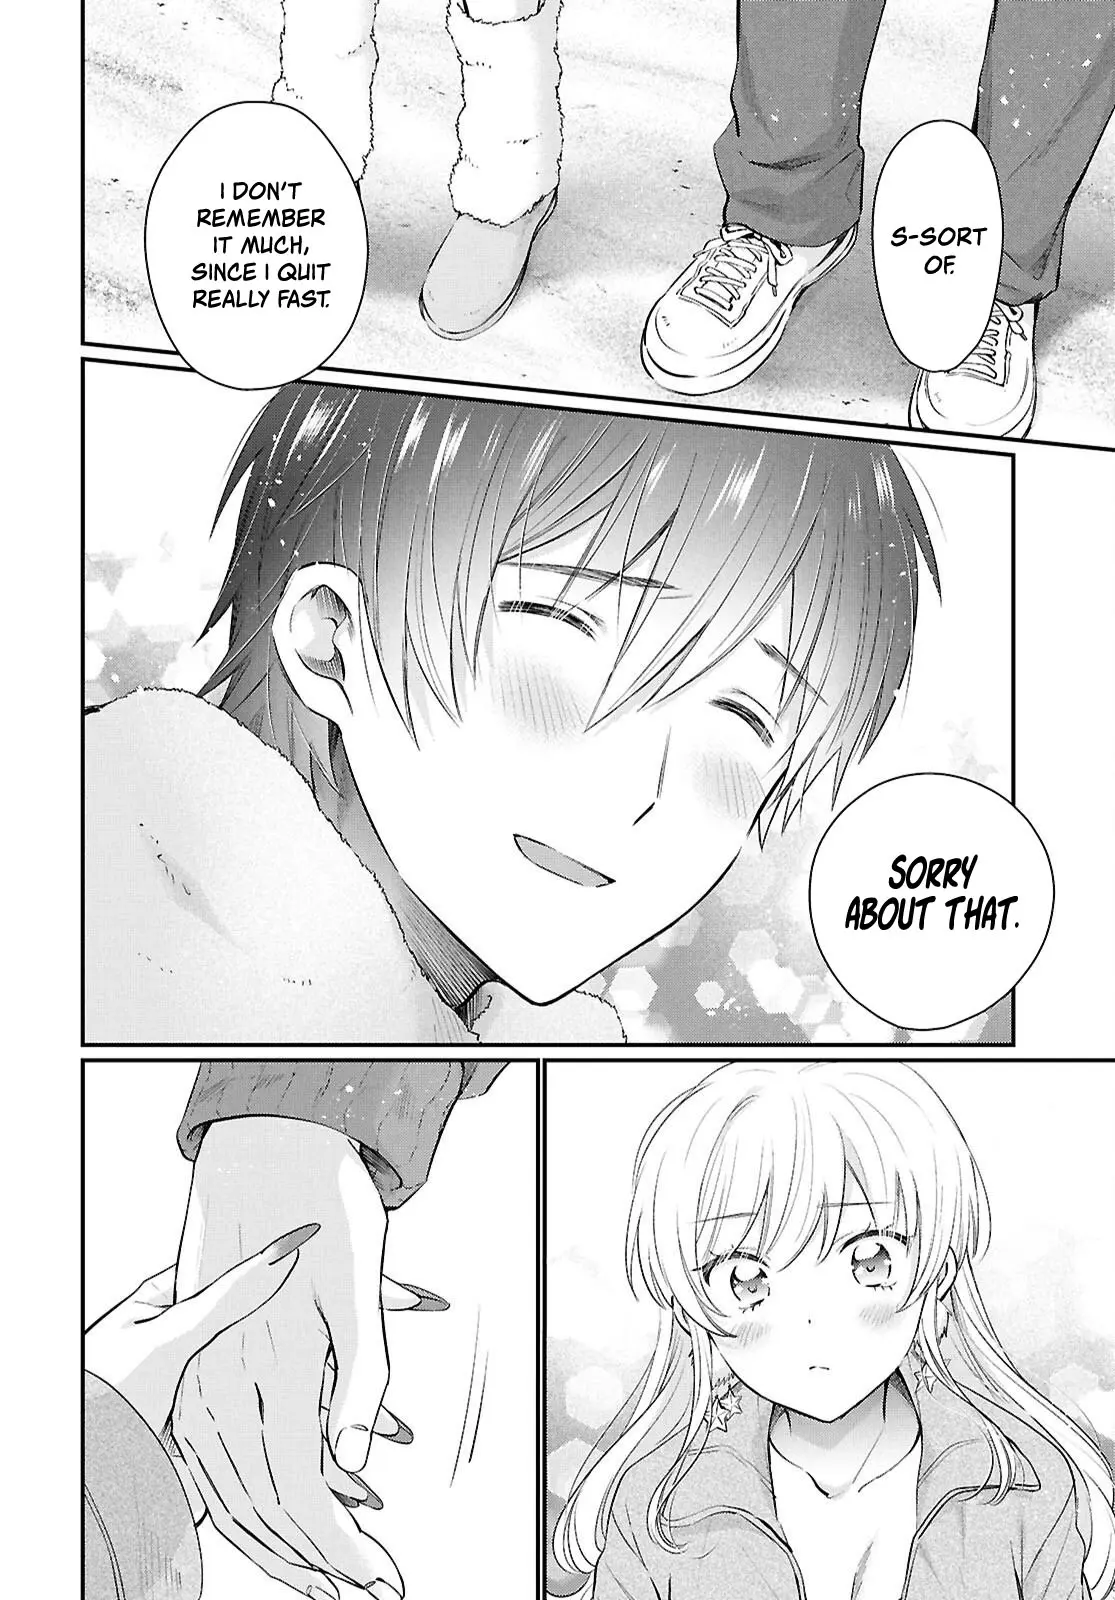 S-SORT
OF.
I DON'T
REMEMBER
IT MUCH,
SINCE I QUIT
REALLY FAST.
SORRY
ABOUT THAT.